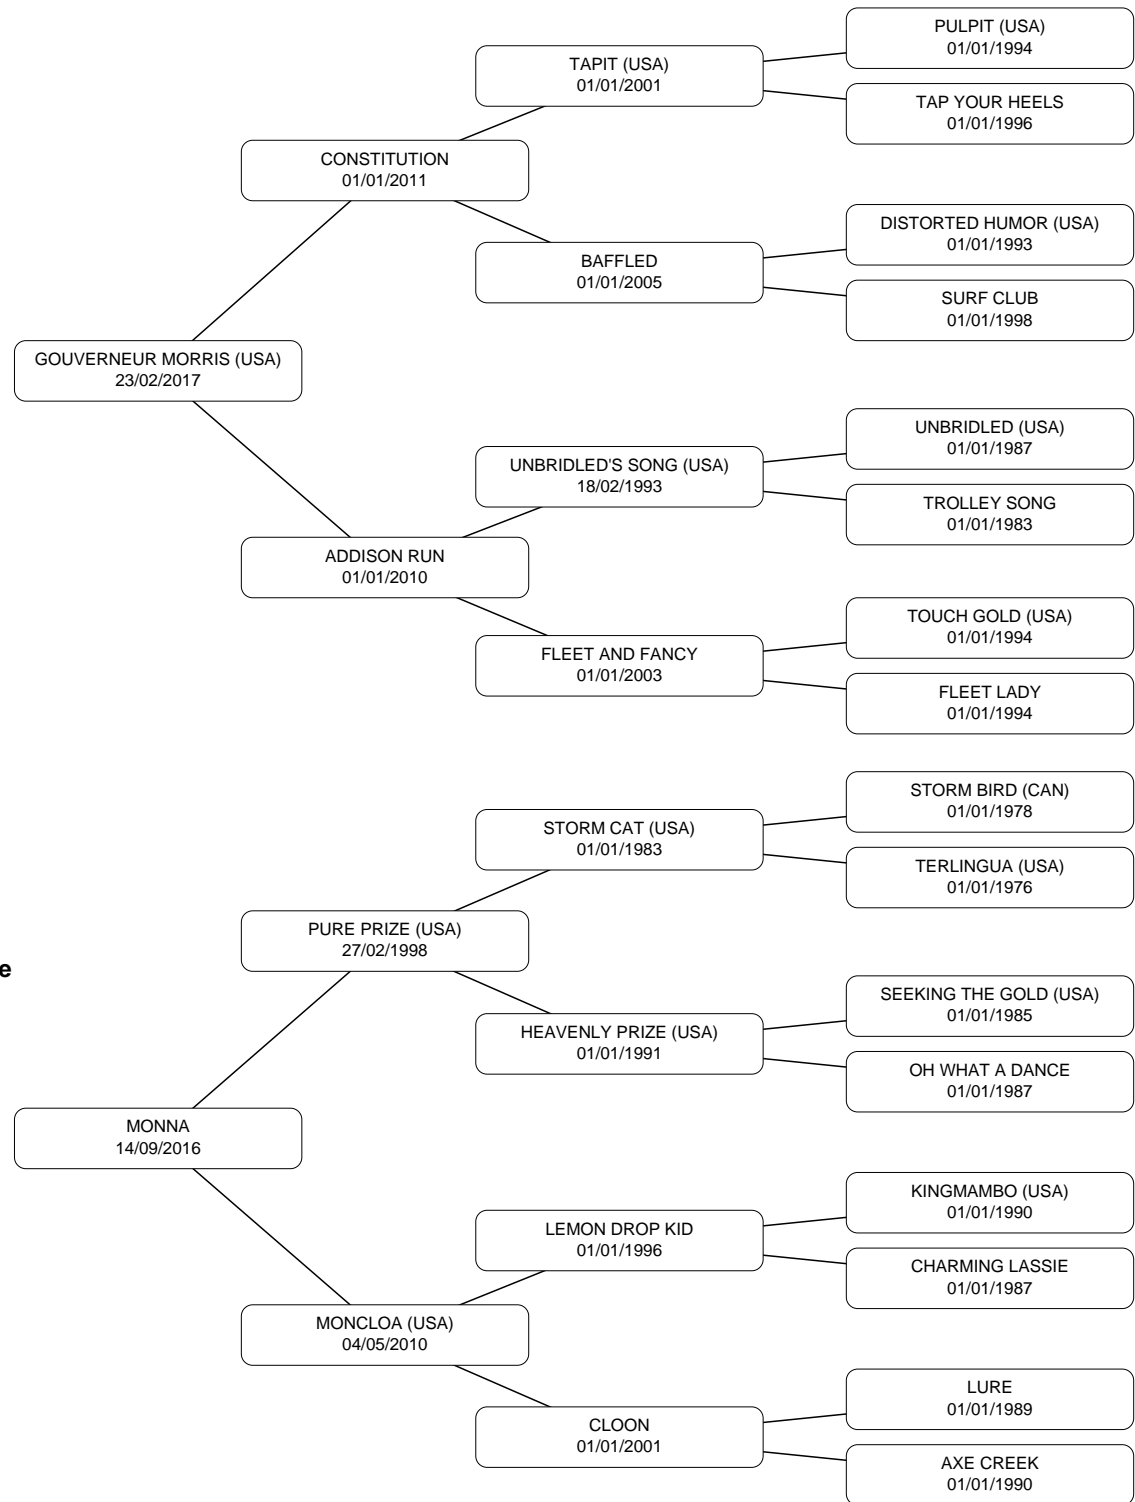 PULPIT (USA)
01/01/1994
TAPIT (USA)
01/01/2001
TAP YOUR HEELS
01/01/1996
CONSTITUTION
01/01/2011
DISTORTED HUMOR (USA)
01/01/1993
BAFFLED
01/01/2005
SURF CLUB
01/01/1998
GOUVERNEUR MORRIS (USA)
23/02/2017
UNBRIDLED (USA)
01/01/1987
UNBRIDLED'S SONG (USA)
18/02/1993
TROLLEY SONG
01/01/1983
ADDISON RUN
01/01/2010
TOUCH GOLD (USA)
01/01/1994
FLEET AND FANCY
01/01/2003
FLEET LADY
01/01/1994
STORM BIRD (CAN)
01/01/1978
STORM CAT (USA)
01/01/1983
TERLINGUA (USA)
01/01/1976
PURE PRIZE (USA)
27/02/1998
e
SEEKING THE GOLD (USA)
01/01/1985
HEAVENLY PRIZE (USA)
01/01/1991
OH WHAT A DANCE
01/01/1987
MONNA
14/09/2016
KINGMAMBO (USA)
01/01/1990
LEMON DROP KID
01/01/1996
CHARMING LASSIE
01/01/1987
MONCLOA (USA)
04/05/2010
LURE
01/01/1989
CLOON
01/01/2001
AXE CREEK
01/01/1990